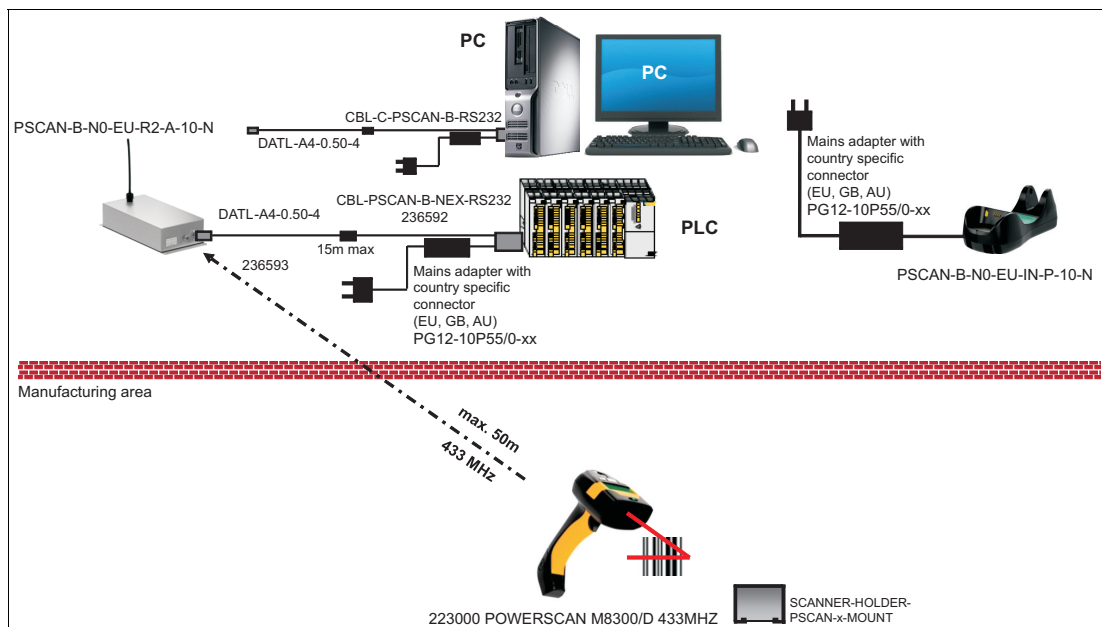 PC
PC
CBL-C-PSCAN-B-RS232
PSCAN-B-N0-EU-R2-A-10-N
DATL-A4-0.50-4
Mains adapter with
country specific
connector
(EU, GB, AU)
PG12-10P55/0-xx
CBL-PSCAN-B-NEX-RS232
236592
DATL-A4-0.50-4
PLC
15m max
236593
Mains adapter with
country specific
connector
(EU, GB, AU)
PG12-10P55/0-xx
PSCAN-B-N0-EU-IN-P-10-N
Manufacturing area
max. 50m
433 MHz
223000 POWERSCAN M8300/D 433MHZ
SCANNER-HOLDER-
PSCAN-x-MOUNT